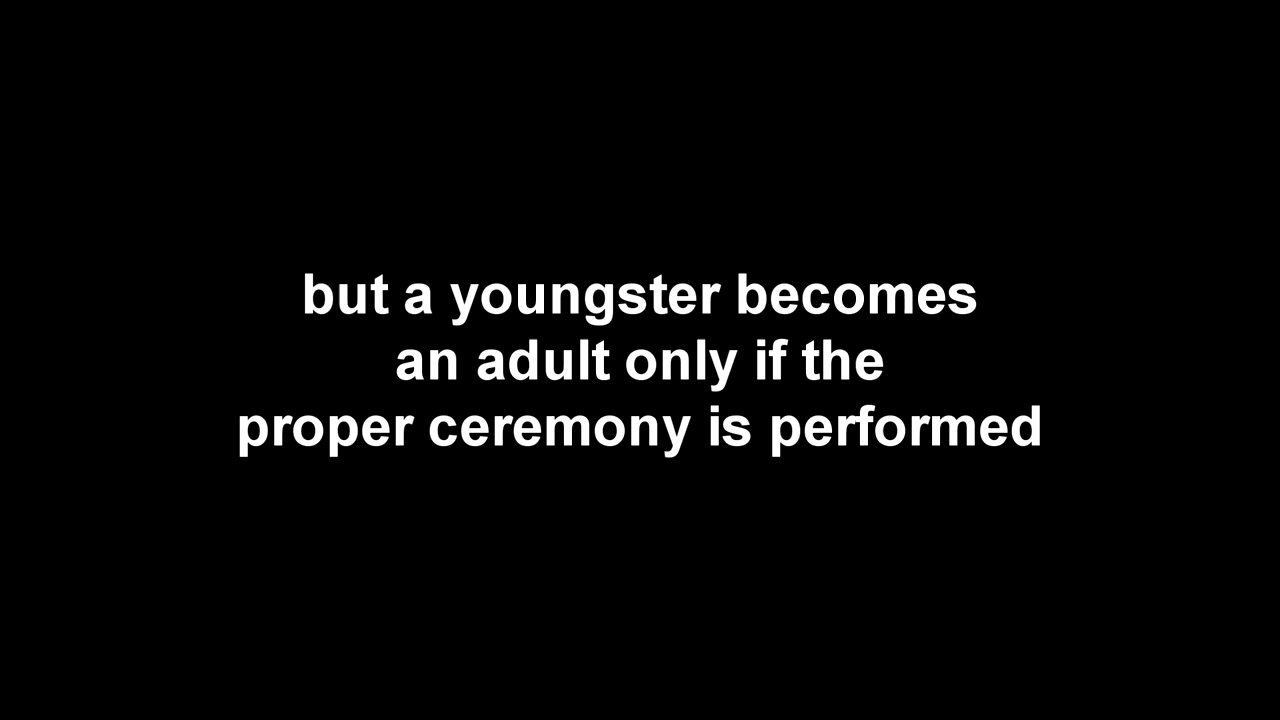 but a youngster becomes
an adult only if the
proper ceremony is performed